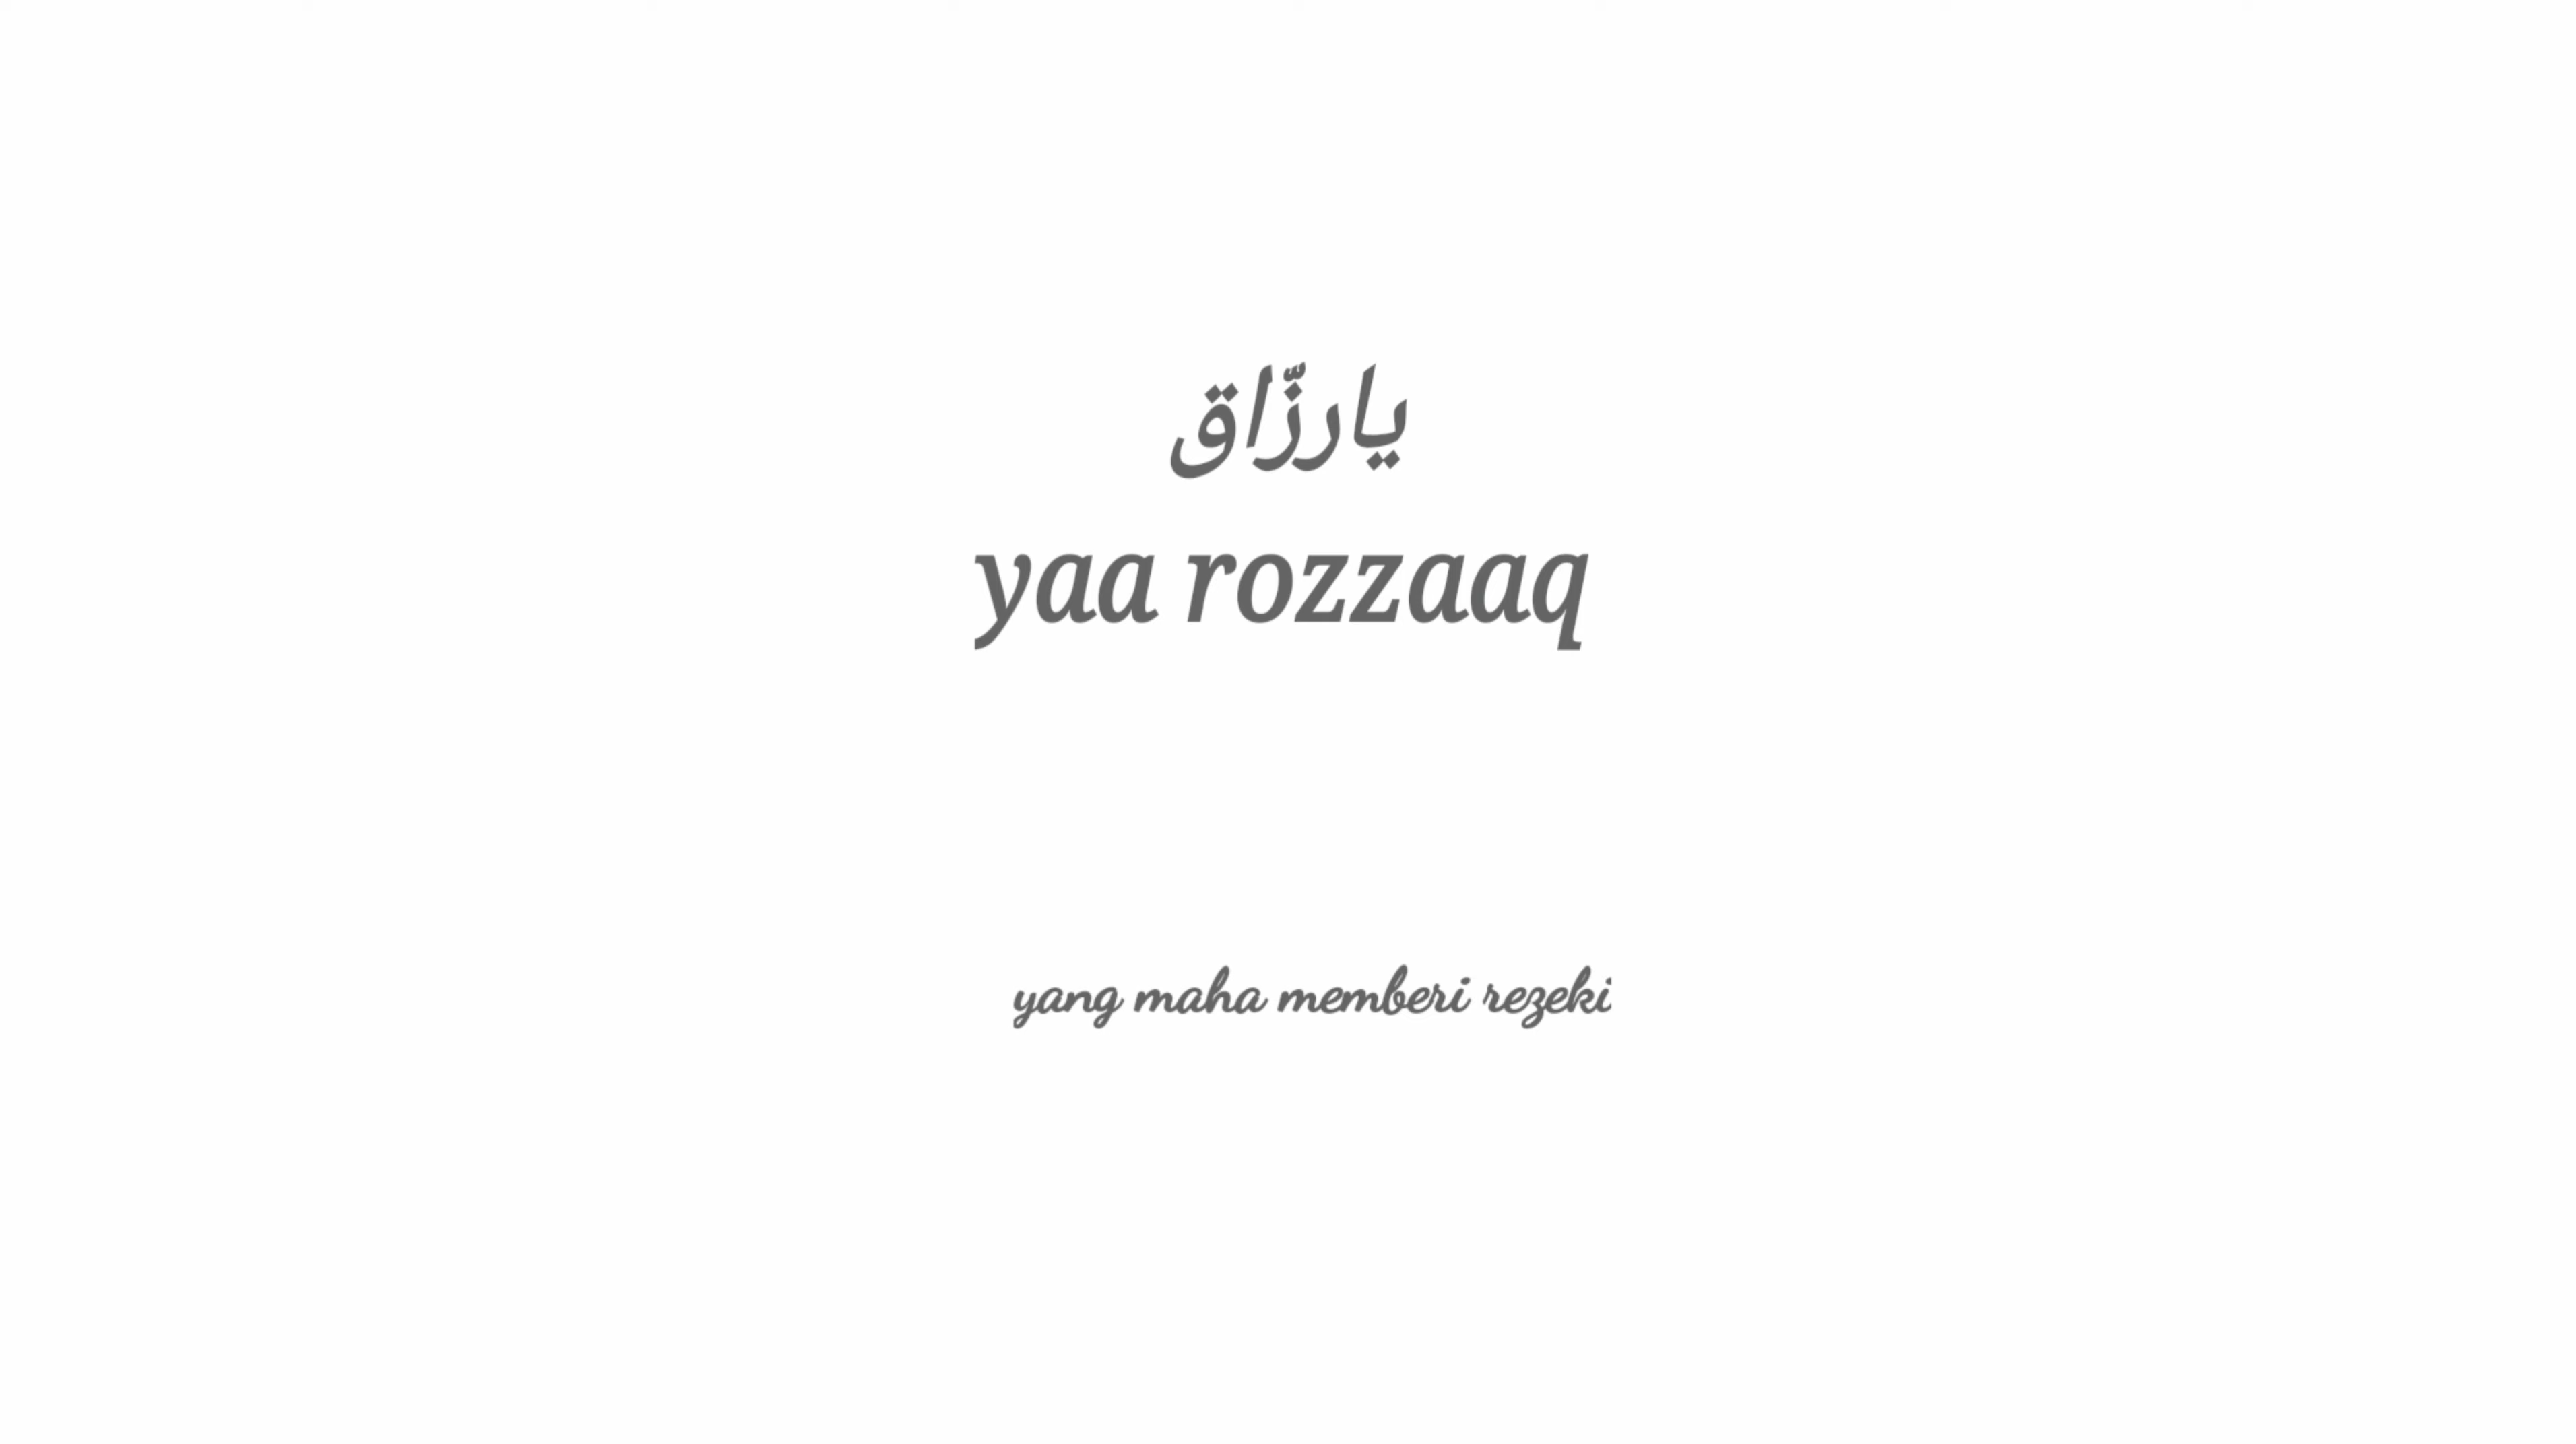 يارزّاق
yaa rozzaaq
yang maha memberi rezeki